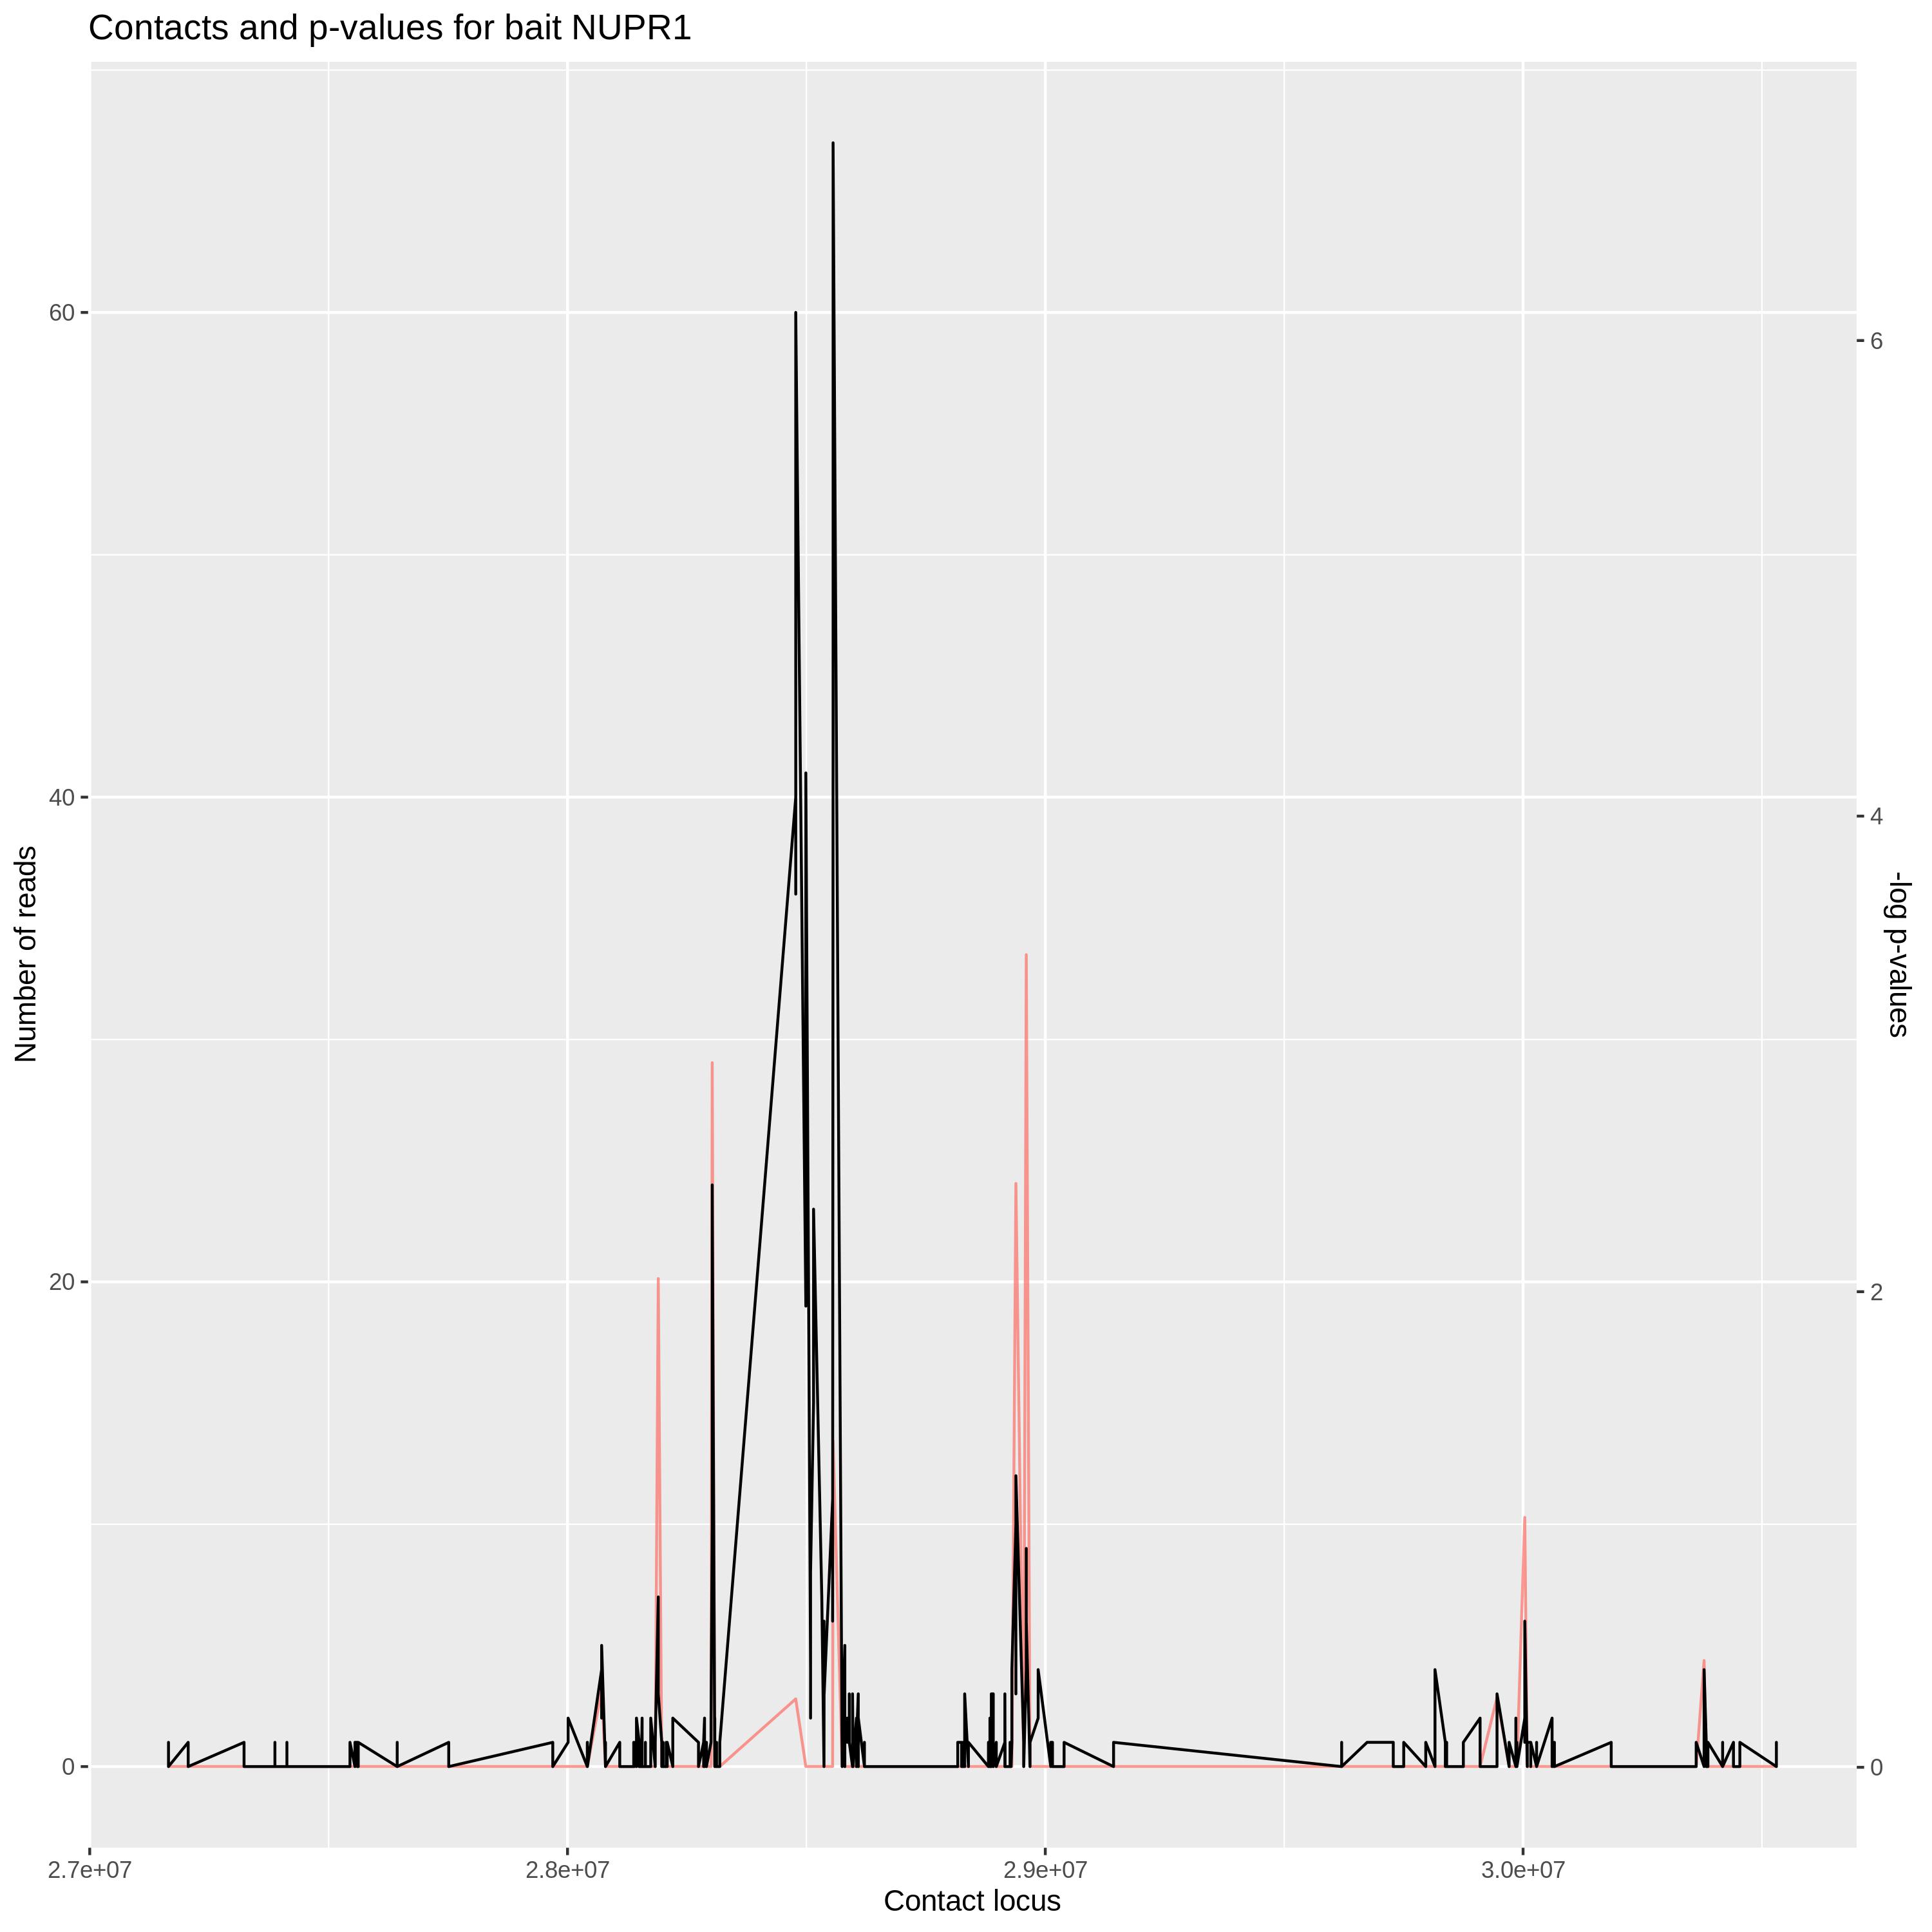 Contacts and p-values for bait NUPR1
Number of reads
60
40
20
0
6
4
2
0
-log p-values
2.7e+07
2.8e+07
2.9e+07
3.0e+07
Contact locus